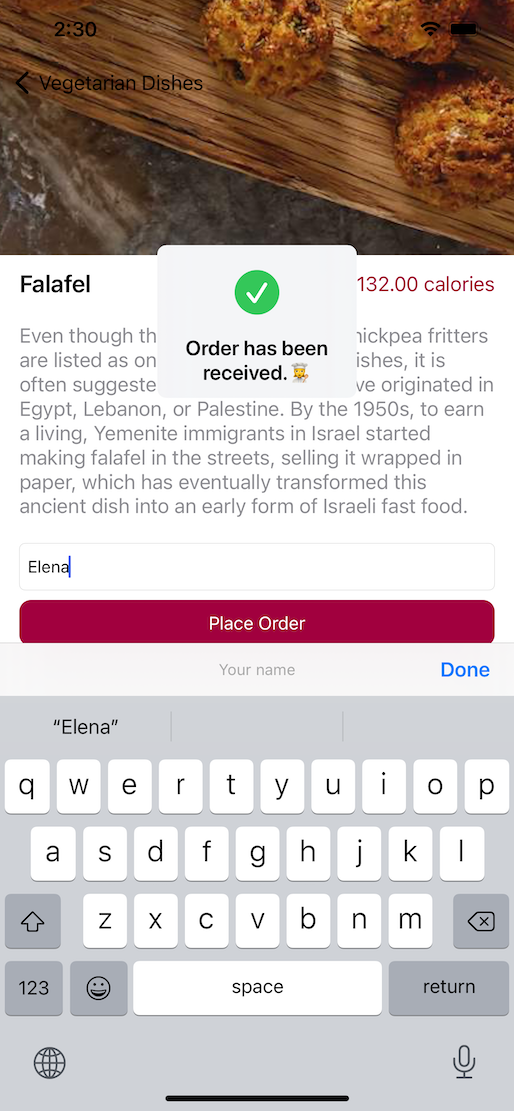 2:30
Vegetarian Dishes
Falafel
132.00 calories
Order has been
received.👩‍🍳
Even though th hickpea fritters
are listed as on ishes, it is
often suggeste ve originated in
Egypt, Lebanon, or Palestine. By the 1950s, to earn
a living, Yemenite immigrants in Israel started
making falafel in the streets, selling it wrapped in
paper, which has eventually transformed this
ancient dish into an early form of Israeli fast food.
Elena
Place Order
Your name
Done
“Elena”
q w e r t y u i o p
a s d f g h j k l
z x c v b n m
123
space
return